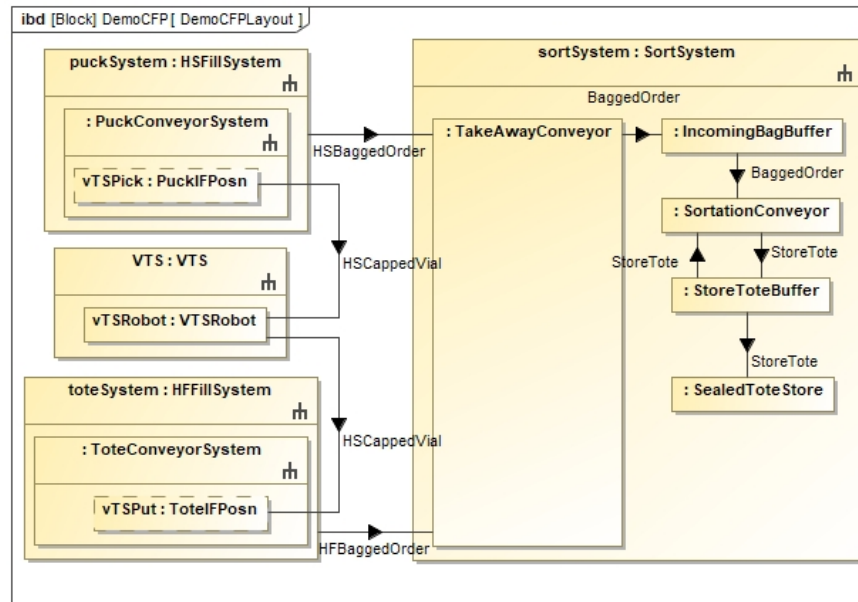 ibd [Block] DemoCFP[ DemoCFPLayout ]
puckSystem : HSFillSystem
: PuckConveyorSystem
vTSPick : PuckIFPosn
HSBaggedOrder
HSCappedVial
VTS : VTS
vTSRobot : VTSRobot
toteSystem : HFFillSystem
: ToteConveyorSystem
HSCappedVial
vTSPut : ToteIFPosn
HFBaggedOrder
sortSystem : SortSystem
BaggedOrder
: TakeAwayConveyor
: IncomingBagBuffer
BaggedOrder
: SortationConveyor
StoreTote
StoreTote
: StoreToteBuffer
StoreTote
: SealedToteStore